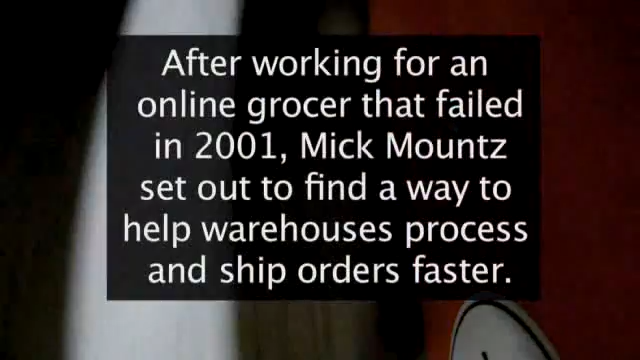 After working for an
online grocer that failed
in 2001, Mick Mountz
set out to find a way to
help warehouses process
and ship orders faster.